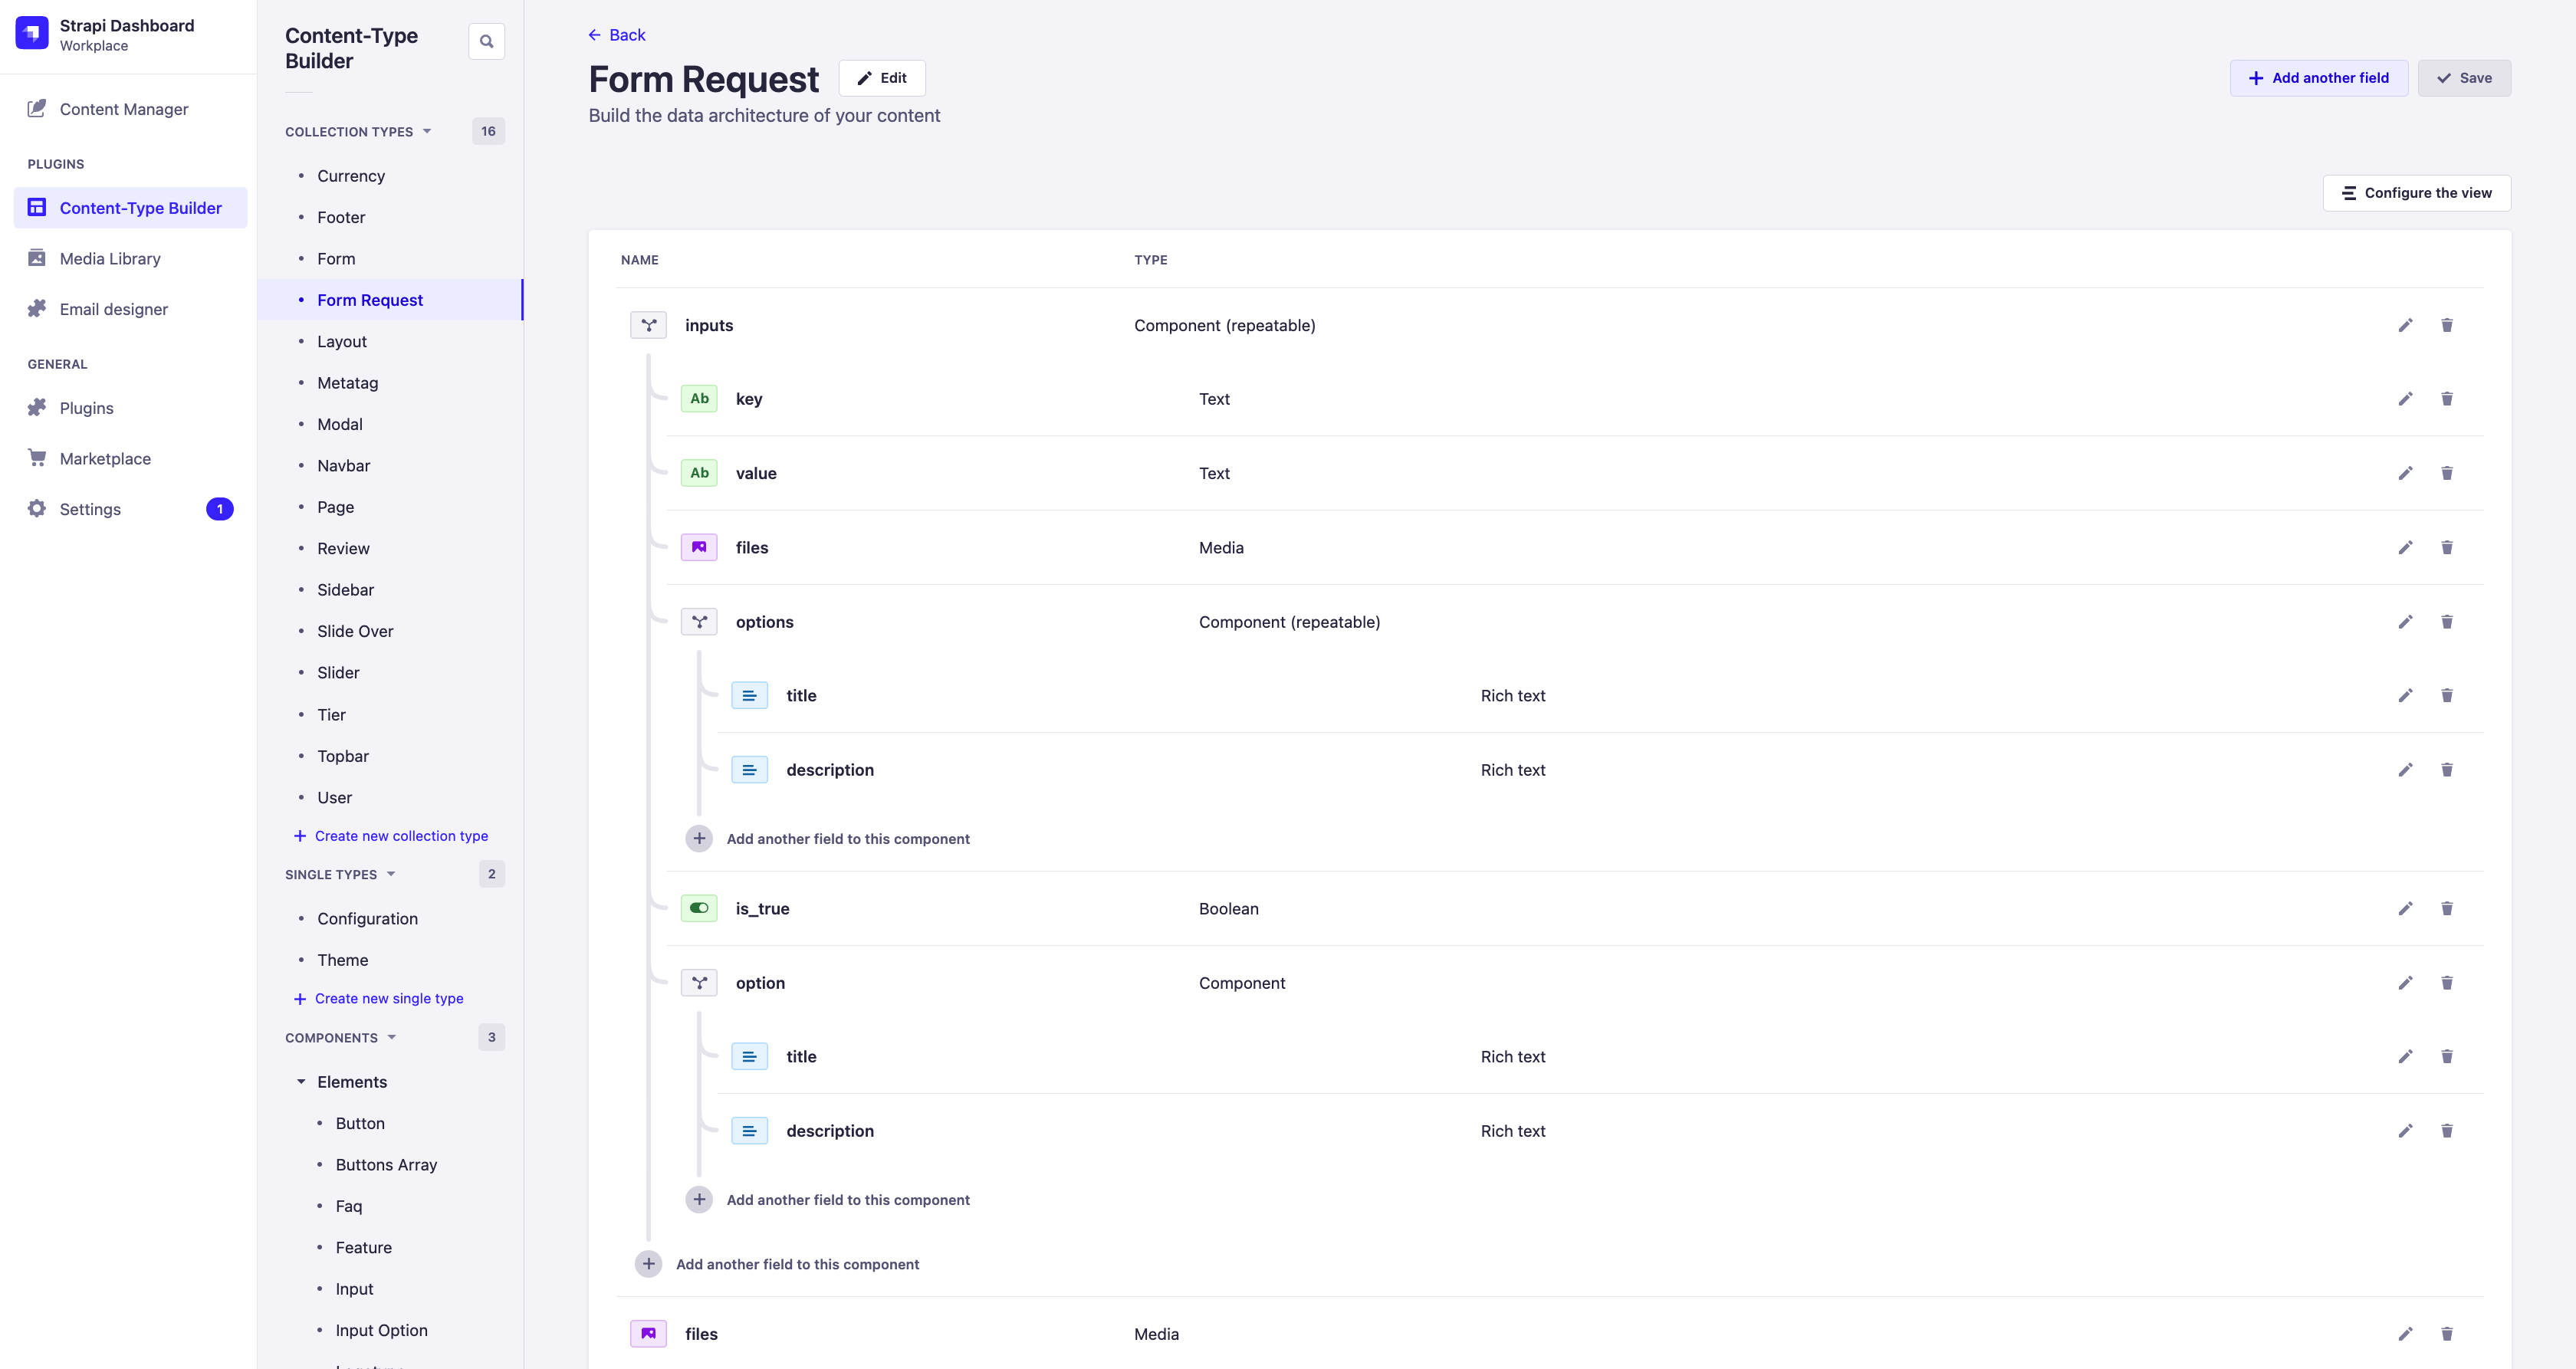 Strapi Dashboard
Workplace
Content Manager
PLUGINS
Content-Type Builder
Media Library
Email designer
GENERAL
Plugins
Marketplace
Settings
1
Content-Type
Builder
COLLECTION TYPES
16
Currency
Footer
Form
Form Request
Layout
Metatag
Modal
Navbar
Page
Review
Sidebar
Slide Over
Slider
Tier
Topbar
User
Create new collection type
SINGLE TYPES
2
Configuration
Theme
Create new single type
COMPONENTS
3
Elements
Button
Buttons Array
Faq
Feature
Input
Input Option
Back
Form Request
Edit
Build the data architecture of your content
Add another field
Save
Configure the view
NAME TYPE
inputs Component (repeatable)
Ab key Text
Ab value Text
files Media
options Component (repeatable)
title Rich text
description Rich text
Add another field to this component
is_true Boolean
option Component
title Rich text
description Rich text
Add another field to this component
Add another field to this component
files Media